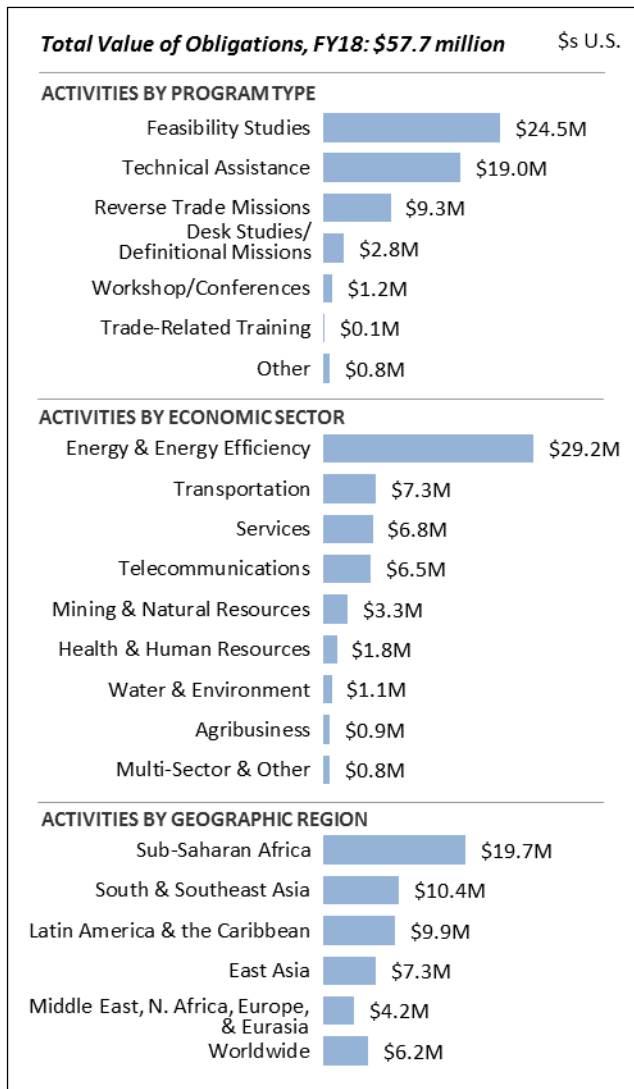 Total Value of Obligations, FY18: $57.7 million $s U.S.
ACTIVITIES BY PROGRAM TYPE
Feasibility Studies $24.5M
Technical Assistance $19.0M
Reverse Trade Missions $9.3M
Desk Studies/
Definitional Missions $2.8M
Workshop/Conferences $1.2M
Trade-Related Training $0.1M
Other $0.8M
ACTIVITIES BY ECONOMIC SECTOR
Energy & Energy Efficiency $29.2M
Transportation $7.3M
Services $6.8M
Telecommunications $6.5M
Mining & Natural Resources $3.3M
Health & Human Resources $1.8M
Water & Environment $1.1M
Agribusiness $0.9M
Multi-Sector & Other $0.8M
ACTIVITIES BY GEOGRAPHIC REGION
Sub-Saharan Africa $19.7M
South & Southeast Asia $10.4M
Latin America & the Caribbean $9.9M
East Asia $7.3M
Middle East, N. Africa, Europe, $4.2M
& Eurasia
Worldwide $6.2M